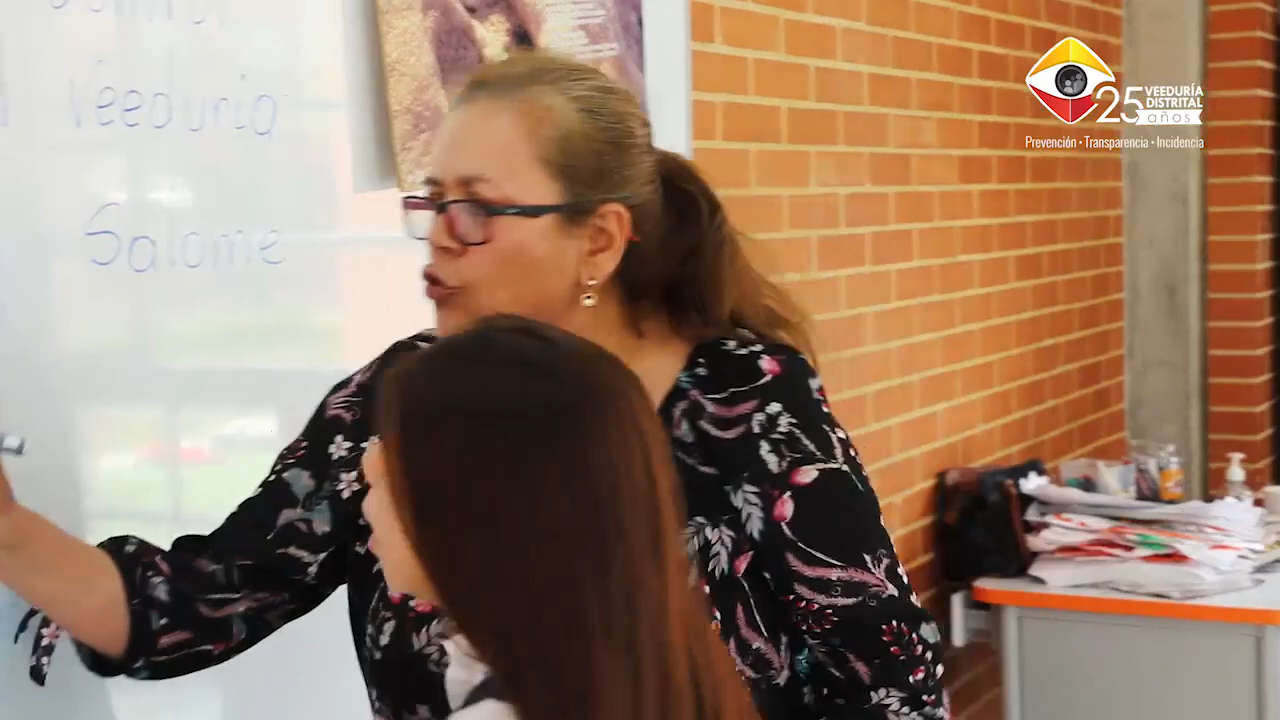 Veeduria
Salome
25 años
VEEDURÍA
DISTRITAL
Prevención • Transparencia • Incidencia